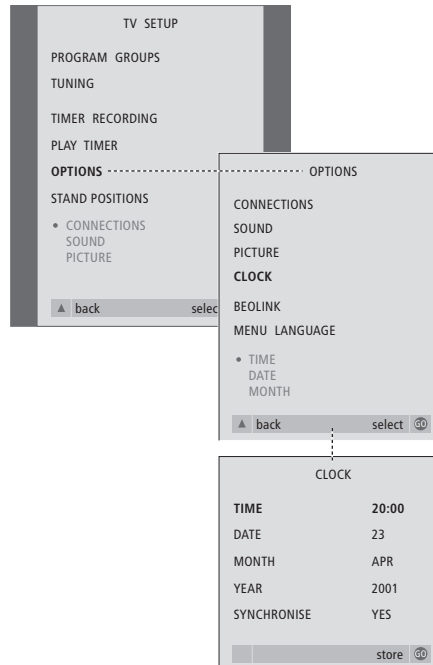 TV SETUP
PROGRAM GROUPS
TUNING
TIMER RECORDING
PLAY TIMER
OPTIONS
STAND POSITIONS
• CONNECTIONS
SOUND
PICTURE
▲ back selec
OPTIONS
CONNECTIONS
SOUND
PICTURE
CLOCK
BEOLINK
MENU LANGUAGE
• TIME
DATE
MONTH
▲ back select GO
CLOCK
TIME 20:00
DATE 23
MONTH APR
YEAR 2001
SYNCHRONISE YES
store GO